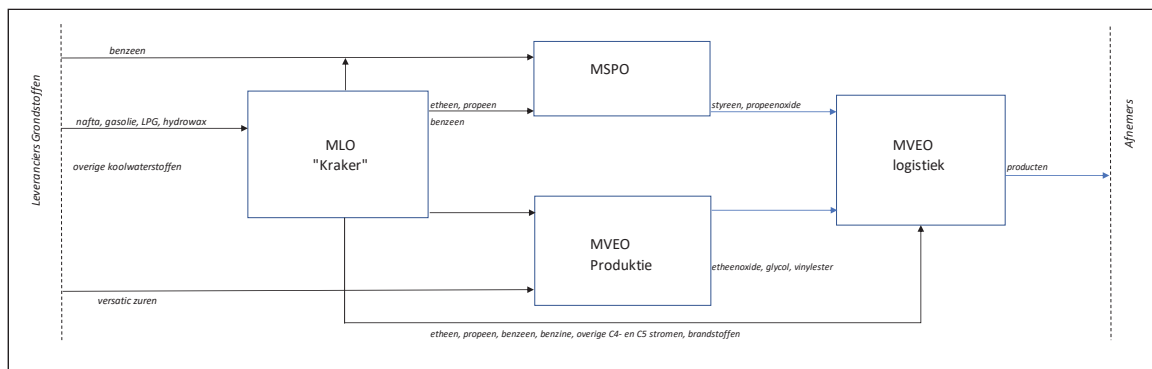 Leveranciers Grondstoffen
benzeen
nafta, gasolie, LPG, hydrowax
overige koolwaterstoffen
versatic zuren
MLO
"Kraker"
etheen, propeen
benzeen
MSPO
styreen, propeenoxide
MVEO
Produktie
etheenoxide, glycol, vinylester
MVEO
logistiek
producten
Afnemers
etheen, propeen, benzeen, benzine, overige C4- en C5 stromen, brandstoffen